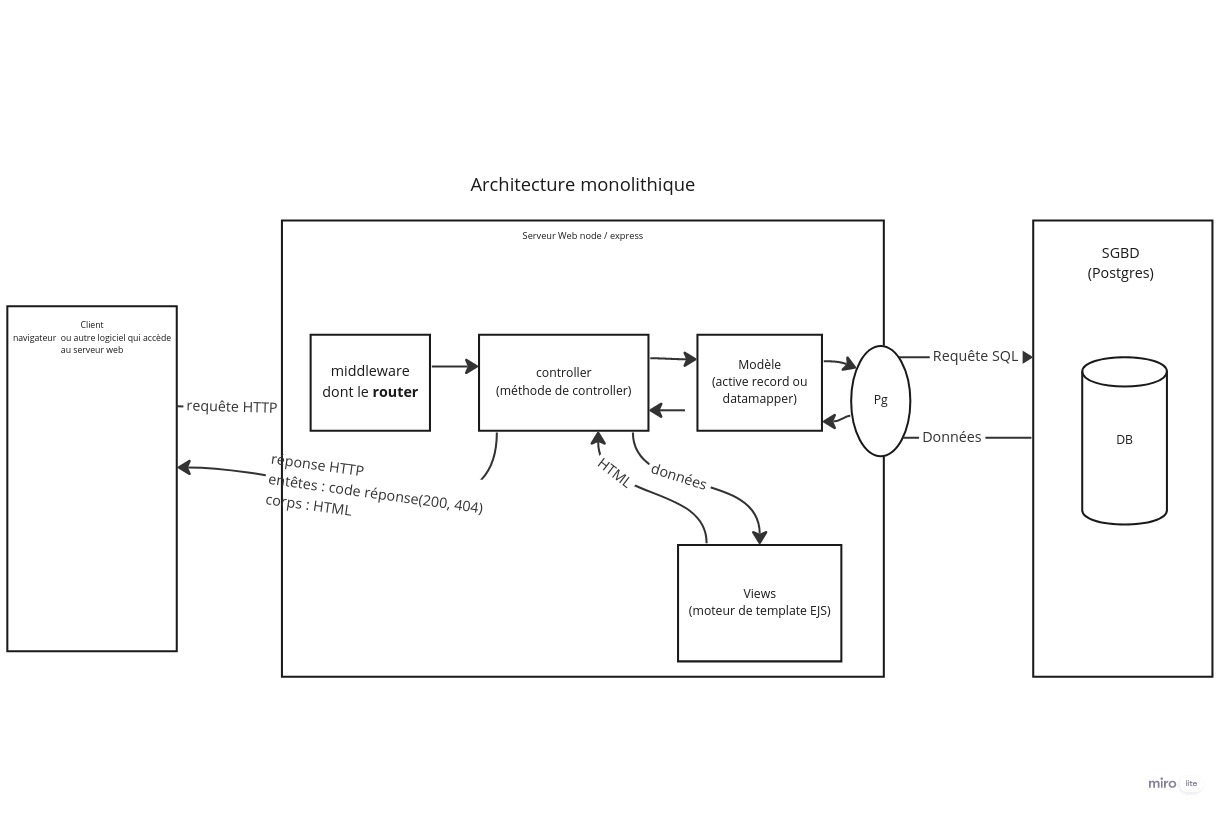 Architecture monolithique
Serveur Web node / express
SGBD
(Postgres)
Client
navigateur  ou autre logiciel qui accède
au serveur web
middleware
dont le router
controller
(méthode de controller)
Modèle
(active record ou
datamapper)
Pg
Requête SQL
Données
DB
requête HTTP
réponse HTTP
entêtes : code réponse(200, 404)
corps : HTML
HTML
données
Views
(moteur de template EJS)
miro lite